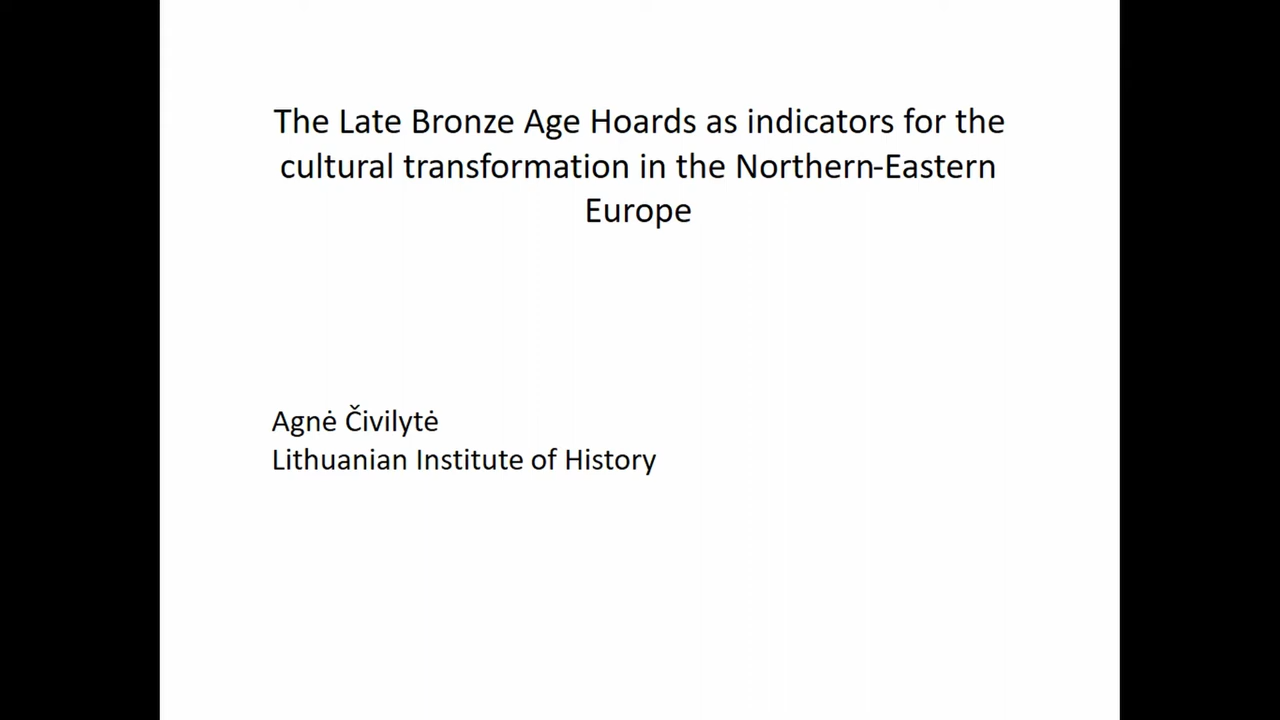 The Late Bronze Age Hoards as indicators for the
cultural transformation in the Northern-Eastern
Europe
Agnė Čivilytė
Lithuanian Institute of History